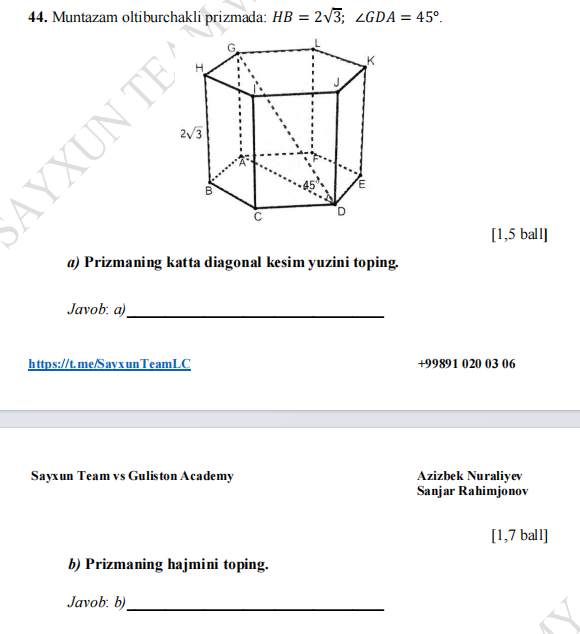 44. Muntazam oltiburchakli prizmada: HB = 2√3; ∠GDA = 45°.
SAYXUN TEAM
G
L
K
H
I
J
2√3
A
F
45°
E
B
D
C
[1,5 ball]
a) Prizmaning katta diagonal kesim yuzini toping.
Javob: a)
https://t.me/SayxunTeamLC +99891 020 03 06
Sayxun Team vs Guliston Academy Azizbek Nuraliyev
Sanjar Rahimjonov
[1,7 ball]
b) Prizmaning hajmini toping.
Javob: b)